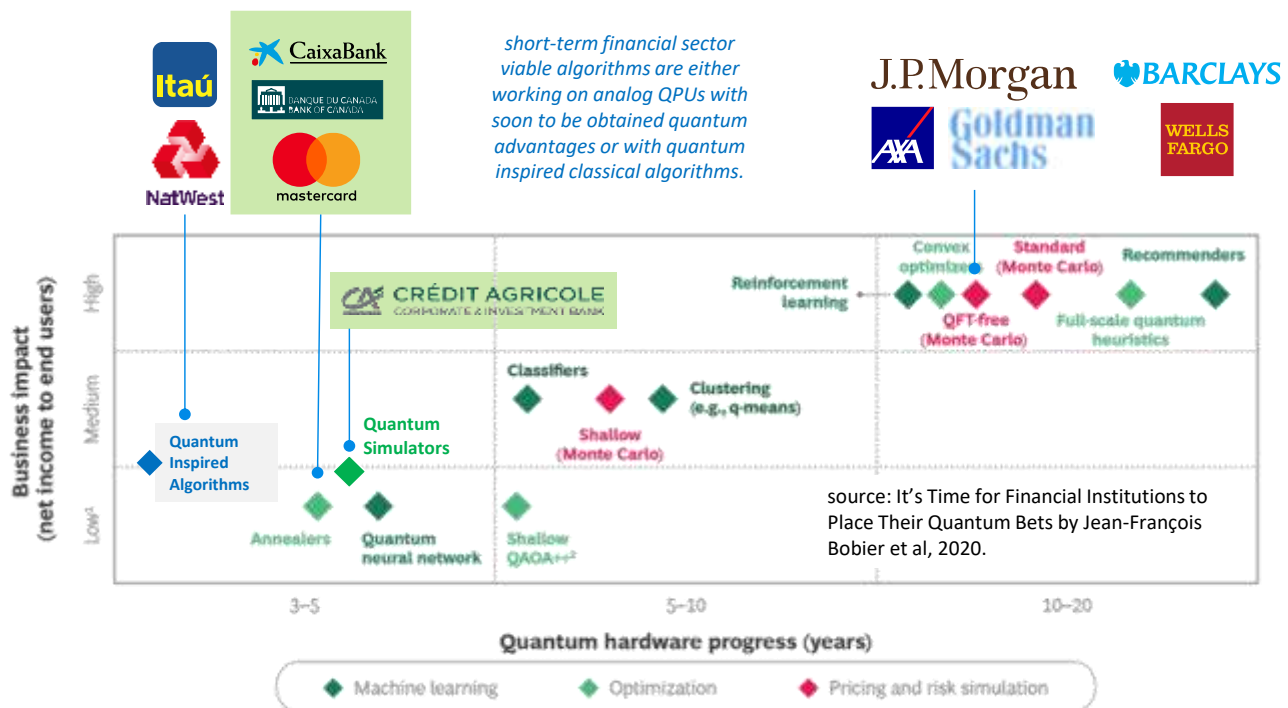 Itaú
NatWest
CaixaBank
BANQUE DU CANADA
BANK OF CANADA
mastercard
short-term financial sector
viable algorithms are either
working on analog QPUs with
soon to be obtained quantum
advantages or with quantum
inspired classical algorithms.
J.P.Morgan
BARCLAYS
AXA
Goldman
Sachs
WELLS
FARGO
Business impact
(net income to end users)
High
Medium
Low¹
CA
CRÉDIT AGRICOLE
CORPORATE & INVESTMENT BANK
Reinforcement
learning
Convex
optimizers
Standard
(Monte Carlo)
Recommenders
QFT-free
(Monte Carlo)
Full-scale quantum
heuristics
Classifiers
Clustering
(e.g., q-means)
Shallow
(Monte Carlo)
Quantum
Simulators
Quantum
Inspired
Algorithms
Annealers
Quantum
neural network
Shallow
QAOA++²
source: It's Time for Financial Institutions to
Place Their Quantum Bets by Jean-François
Bobier et al, 2020.
3–5
5–10
10–20
Quantum hardware progress (years)
Machine learning
Optimization
Pricing and risk simulation